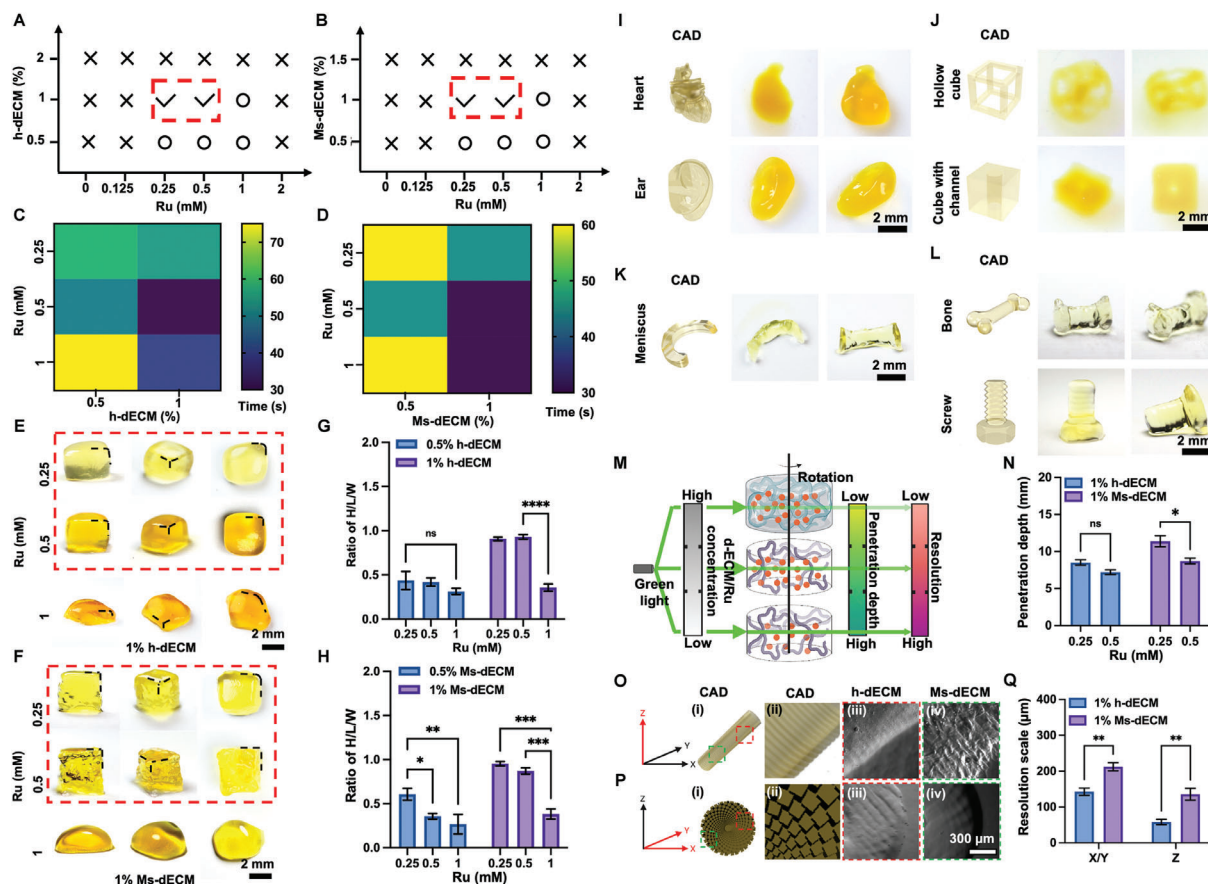 A
h-dECM (%)
2
1
0.5
0 0.125 0.25 0.5 1 2
Ru (mM)
B
Ms-dECM (%)
1.5
1
0.5
0 0.125 0.25 0.5 1 2
Ru (mM)
C
Ru (mM)
0.25
0.5
1
0.5 1
h-dECM (%)
70
60
50
40
30
Time (s)
D
Ru (mM)
0.25
0.5
1
0.5 1
Ms-dECM (%)
60
50
40
30
Time (s)
E
Ru (mM)
0.25
0.5
1
2 mm
1% h-dECM
F
Ru (mM)
0.25
0.5
1
2 mm
1% Ms-dECM
G
Ratio of H/L/W
2.0
1.5
1.0
0.5
0.0
0.5% h-dECM
1% h-dECM
ns
****
0.25 0.5 1 0.25 0.5 1
Ru (mM)
H
Ratio of H/L/W
2.0
1.5
1.0
0.5
0.0
0.5% Ms-dECM
1% Ms-dECM
**
*
***
***
0.25 0.5 1 0.25 0.5 1
Ru (mM)
I
CAD
Heart
Ear
2 mm
J
CAD
Hollow
cube
Cube with
channel
2 mm
K
CAD
Meniscus
2 mm
L
CAD
Bone
2 mm
Screw
2 mm
M
Green
light
High
Low
d-ECM/Ru
concentration
Rotation
Low
High
Penetration depth
Low
High
Resolution
N
Penetration depth (mm)
20
15
10
5
0
1% h-dECM
1% Ms-dECM
ns
*
0.25 0.5 0.25 0.5
Ru (mM)
O
CAD CAD h-dECM Ms-dECM
(i) (ii) (iii) (iv)
Z
Y
X
P
(i) (ii) (iii) (iv)
Z
Y
X
300 µm
Q
Resolution scale (µm)
400
300
200
100
0
1% h-dECM
1% Ms-dECM
**
**
X/Y Z